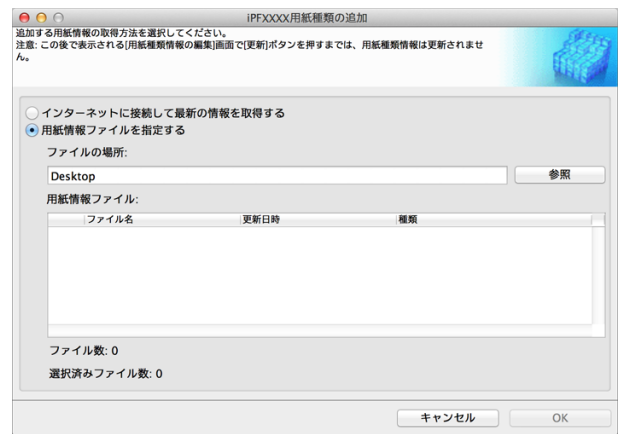 iPFXXXX用紙種類の追加
追加する用紙情報の取得方法を選択してください。
注意: この後で表示される[用紙種類情報の編集]画面で[更新]ボタンを押すまでは、用紙種類情報は更新されませ
ん。
インターネットに接続して最新の情報を取得する
用紙情報ファイルを指定する
ファイルの場所:
Desktop 参照
用紙情報ファイル:
ファイル名 更新日時 種類
ファイル数: 0
選択済みファイル数: 0
キャンセル OK